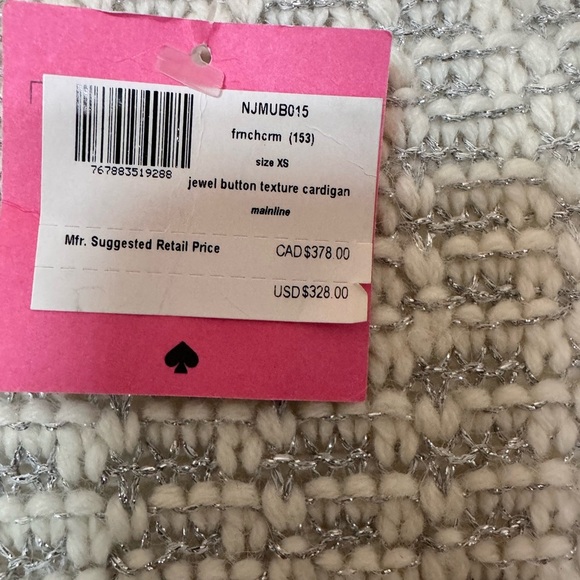 NJMUB015
frnchcrm (153)
size XS
767883519288
jewel button texture cardigan
mainline
Mfr. Suggested Retail Price CAD$378.00
USD$328.00